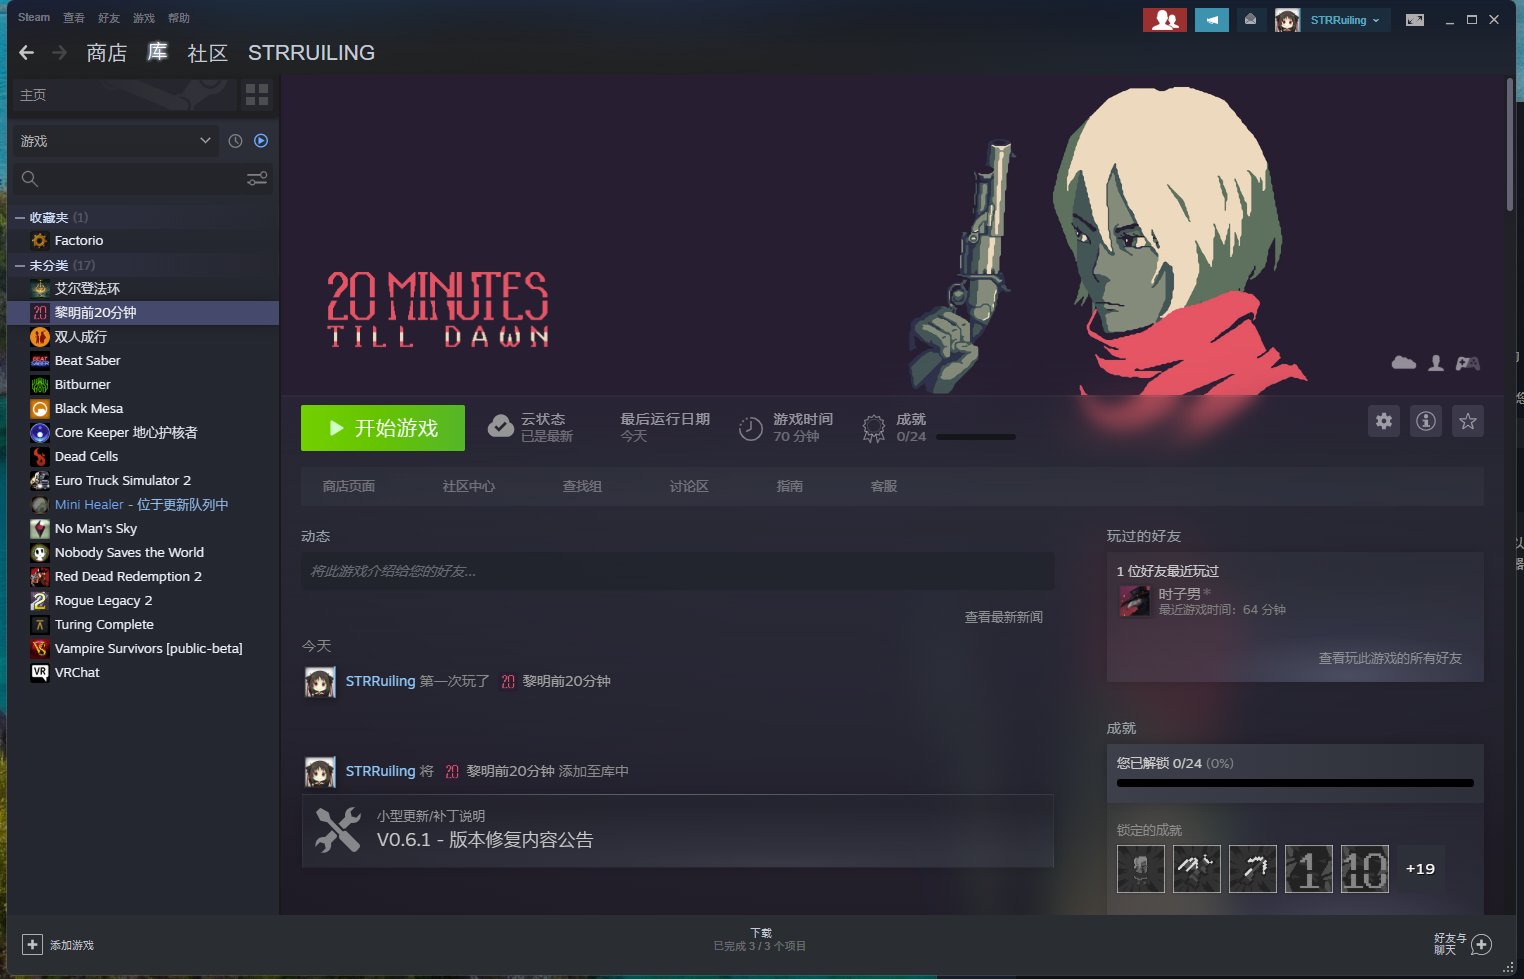 Steam 查看 好友 游戏 帮助
STRRuiling
商店 库 社区 STRRUILING
主页
游戏
收藏夹 (1)
Factorio
未分类 (17)
艾尔登法环
黎明前20分钟
双人成行
Beat Saber
Bitburner
Black Mesa
Core Keeper 地心护核者
Dead Cells
Euro Truck Simulator 2
Mini Healer - 位于更新队列中
No Man's Sky
Nobody Saves the World
Red Dead Redemption 2
Rogue Legacy 2
Turing Complete
Vampire Survivors [public-beta]
VRChat
20 MINUTES
TILL DAWN
开始游戏
云状态
已是最新
最后运行日期
今天
游戏时间
70 分钟
成就
0/24
商店页面 社区中心 查找组 讨论区 指南 客服
动态
将此游戏介绍给您的好友...
查看最新新闻
今天
STRRuiling 第一次玩了 20 黎明前20分钟
STRRuiling 将 20 黎明前20分钟 添加至库中
小型更新/补丁说明
V0.6.1 - 版本修复内容公告
玩过的好友
1 位好友最近玩过
时子男*
最近游戏时间：64 分钟
查看玩此游戏的所有好友
成就
您已解锁 0/24 (0%)
锁定的成就
1 10 +19
添加游戏
下载
已完成 3 / 3 个项目
好友与
聊天